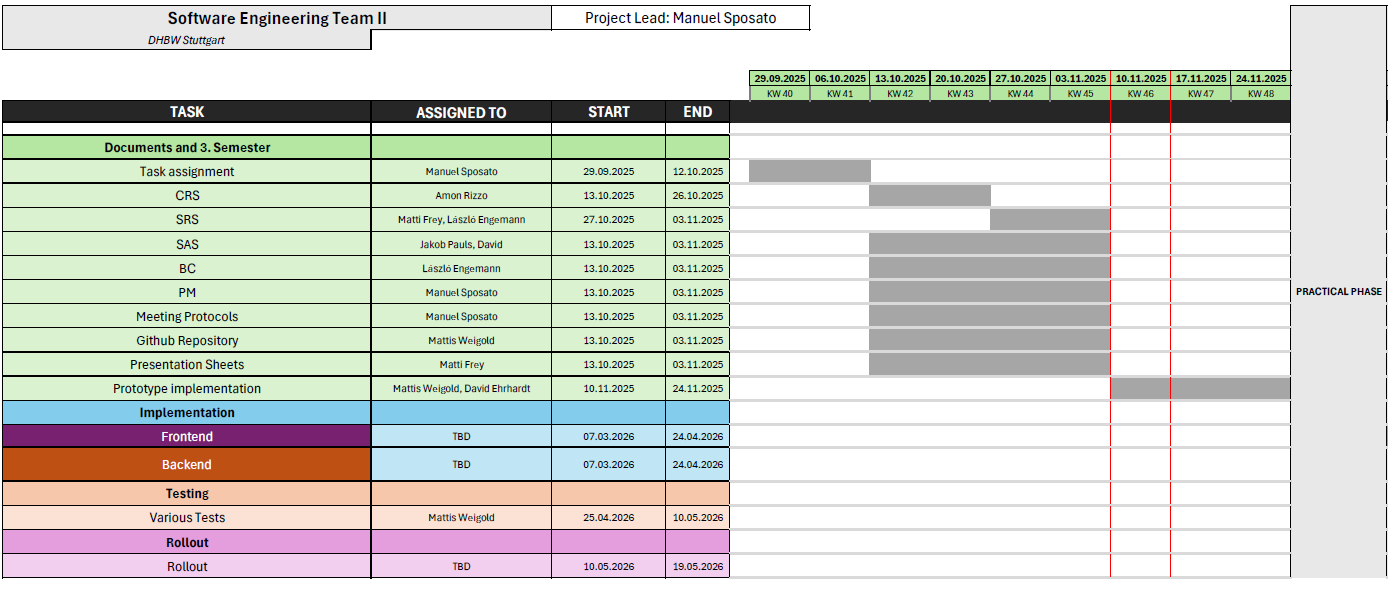 Software Engineering Team II
Project Lead: Manuel Sposato
DHBW Stuttgart
29.09.2025 06.10.2025 13.10.2025 20.10.2025 27.10.2025 03.11.2025 10.11.2025 17.11.2025 24.11.2025
KW 40 KW 41 KW 42 KW 43 KW 44 KW 45 KW 46 KW 47 KW 48
TASK ASSIGNED TO START END
Documents and 3. Semester
Task assignment Manuel Sposato 29.09.2025 12.10.2025
CRS Amon Rizzo 13.10.2025 26.10.2025
SRS Matti Frey, László Engemann 27.10.2025 03.11.2025
SAS Jakob Pauls, David 13.10.2025 03.11.2025
BC László Engemann 13.10.2025 03.11.2025
PM Manuel Sposato 13.10.2025 03.11.2025
PRACTICAL PHASE
Meeting Protocols Manuel Sposato 13.10.2025 03.11.2025
Github Repository Mattis Weigold 13.10.2025 03.11.2025
Presentation Sheets Matti Frey 13.10.2025 03.11.2025
Prototype implementation Mattis Weigold, David Ehrhardt 10.11.2025 24.11.2025
Implementation
Frontend TBD 07.03.2026 24.04.2026
Backend TBD 07.03.2026 24.04.2026
Testing
Various Tests Mattis Weigold 25.04.2026 10.05.2026
Rollout
Rollout TBD 10.05.2026 19.05.2026